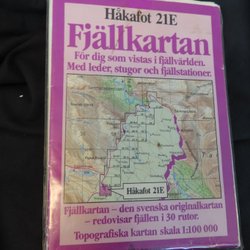 Håkafot 21E
Fjällkartan
För dig som vistas i fjällvärlden.
Med leder, stugor och fjällstationer.
Håkafot 21E
Fjällkartan – den svenska originalkartan
– redovisar fjällen i 30 rutor.
Topografiska kartan skala 1:100 000